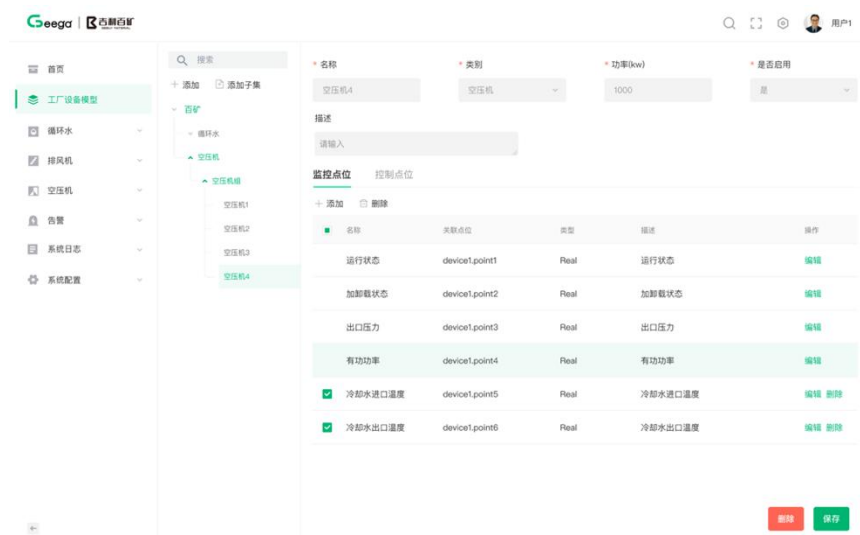 Geega 吉利百矿
用户1
首页
工厂设备模型
循环水
排风机
空压机
告警
系统日志
系统配置
搜索
添加 添加子集
百矿
循环水
空压机
空压机组
空压机1
空压机2
空压机3
空压机4
* 名称 * 类别 * 功率(kw) * 是否启用
空压机4 空压机 1000 是
描述
请输入
监控点位 控制点位
添加 删除
名称 关联点位 类型 描述 操作
运行状态 device1.point1 Real 运行状态 编辑
加卸载状态 device1.point2 Real 加卸载状态 编辑
出口压力 device1.point3 Real 出口压力 编辑
有功功率 device1.point4 Real 有功功率 编辑
冷却水进口温度 device1.point5 Real 冷却水进口温度 编辑 删除
冷却水出口温度 device1.point6 Real 冷却水出口温度 编辑 删除
删除 保存